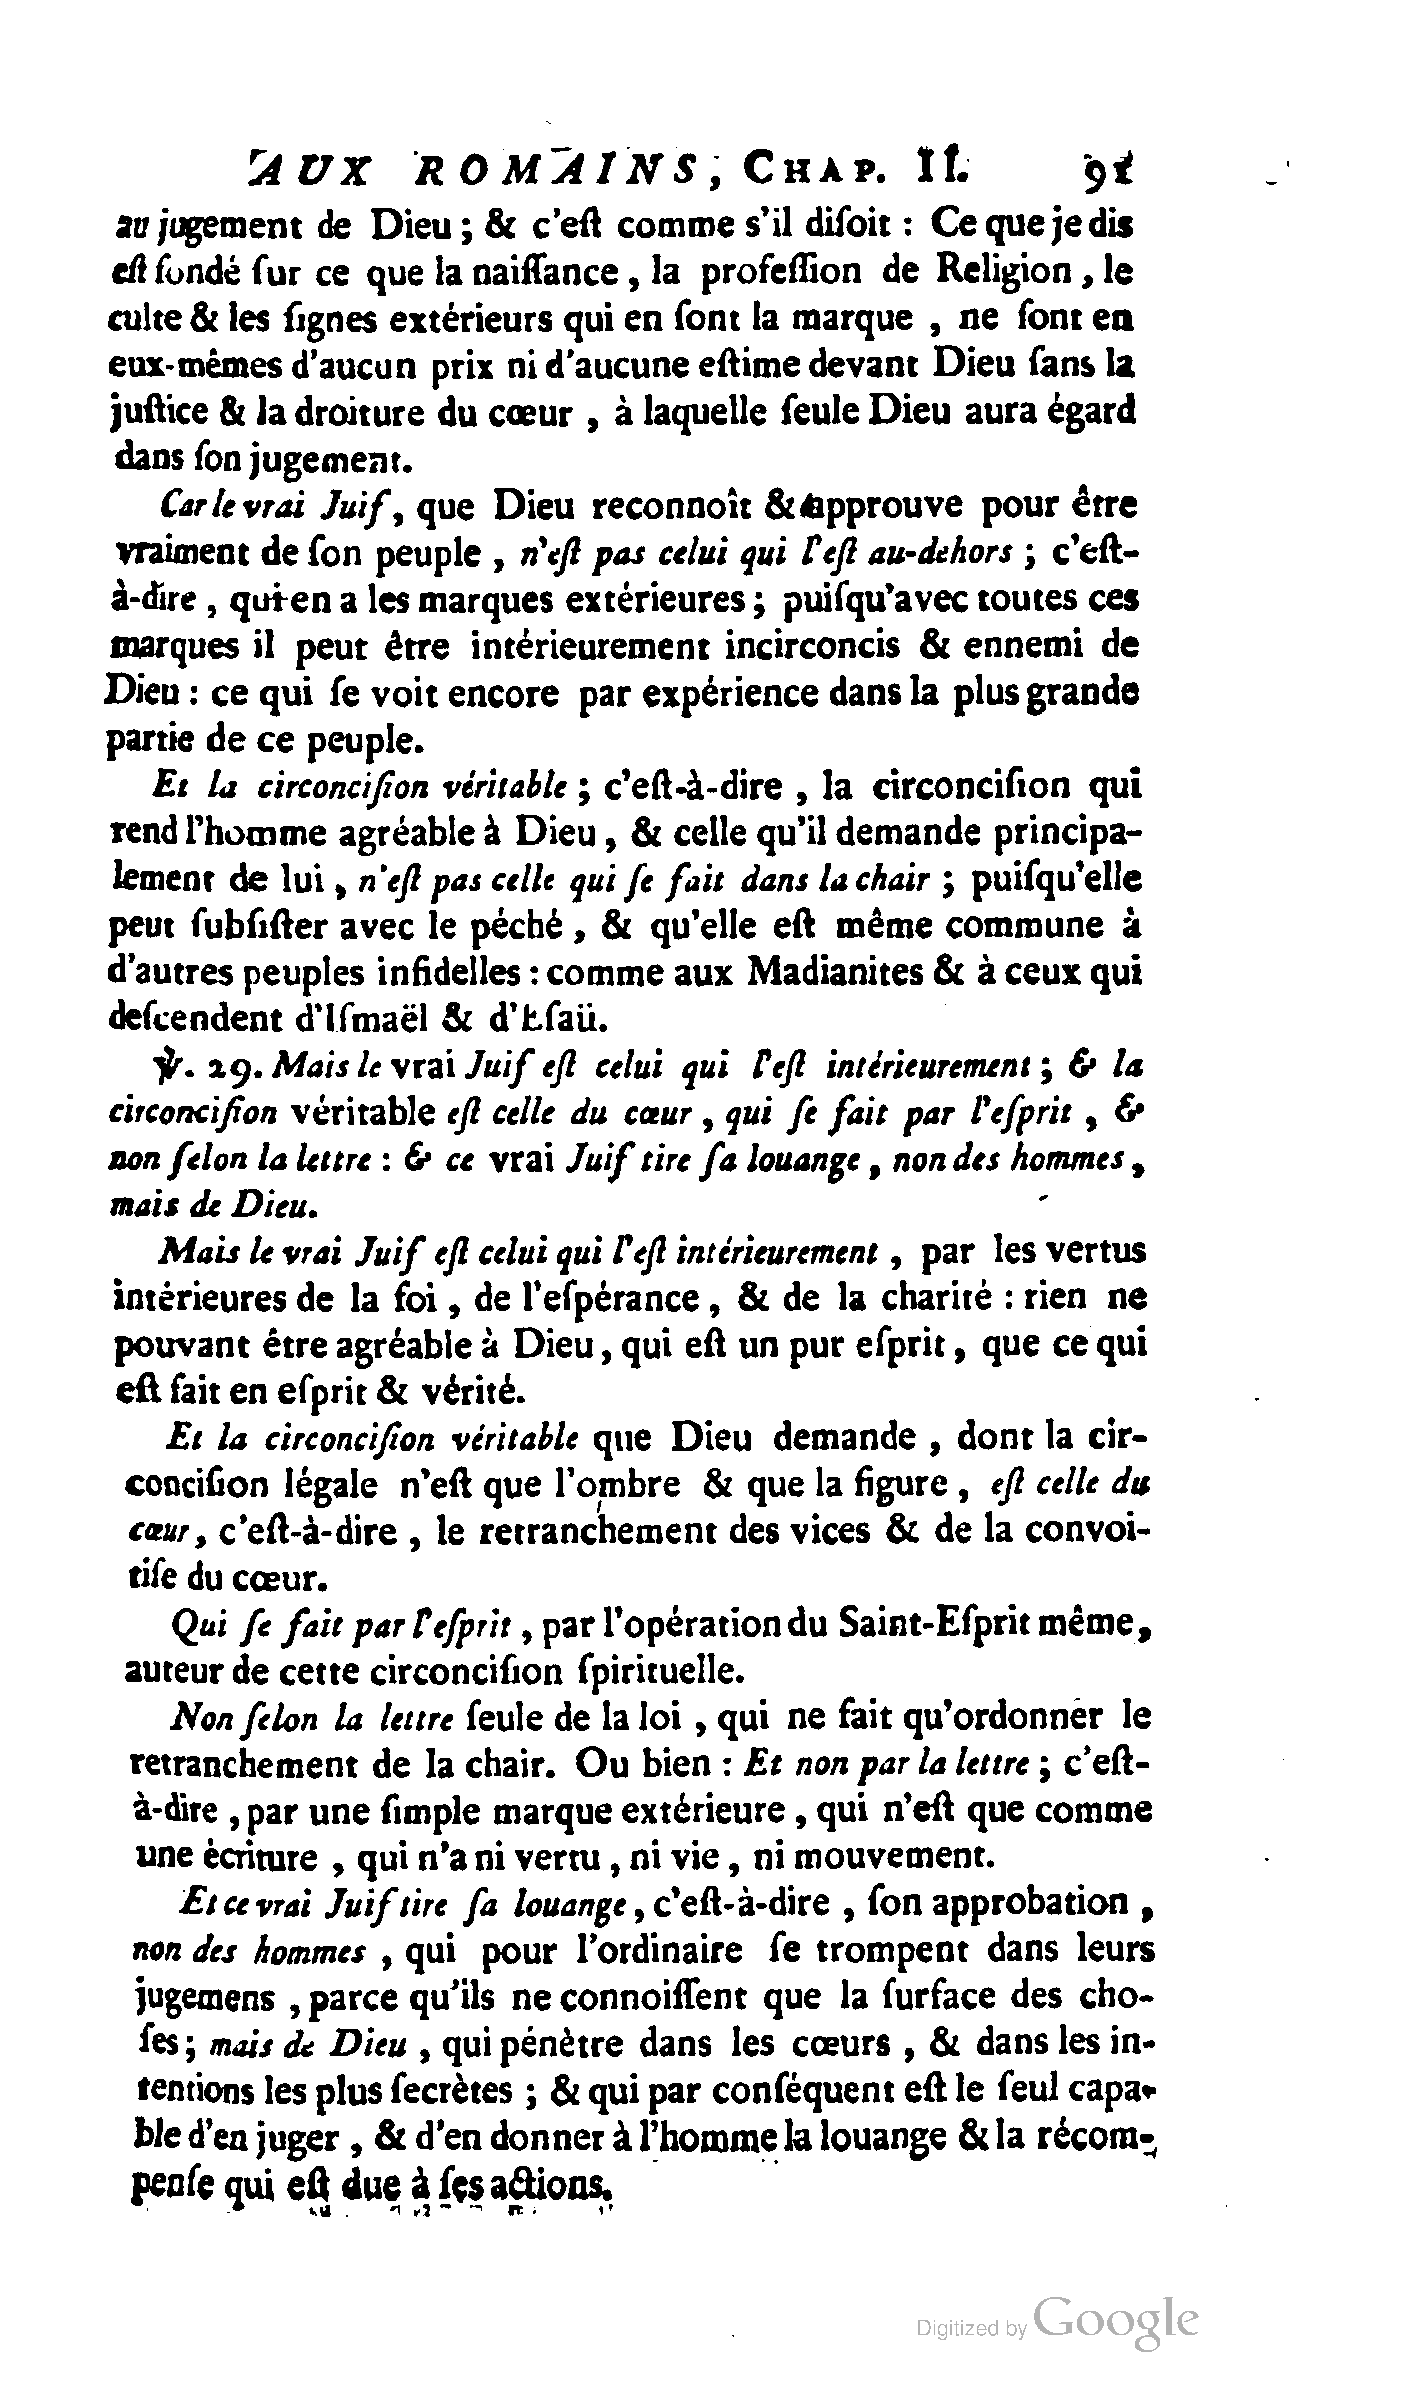 AUX ROMAINS, CHAP. II. 91
au jugement de Dieu ; & c'eſt comme s'il diſoit : Ce que je dis
eſt fondé ſur ce que la naiſſance , la profeſſion de Religion , le
culte & les ſignes extérieurs qui en ſont la marque , ne ſont en
eux-mêmes d'aucun prix ni d'aucune eſtime devant Dieu ſans la
juſtice & la droiture du cœur , à laquelle ſeule Dieu aura égard
dans ſon jugement.
Car le vrai Juif, que Dieu reconnoît & approuve pour être
vraiment de ſon peuple , n'eſt pas celui qui l'eſt au-dehors ; c'eſt-
à-dire , qui en a les marques extérieures ; puiſqu'avec toutes ces
marques il peut être intérieurement incirconcis & ennemi de
Dieu : ce qui ſe voit encore par expérience dans la plus grande
partie de ce peuple.
Et la circonciſion véritable ; c'eſt-à-dire , la circonciſion qui
rend l'homme agréable à Dieu , & celle qu'il demande principa-
lement de lui , n'eſt pas celle qui ſe fait dans la chair ; puiſqu'elle
peut ſubſiſter avec le péché , & qu'elle eſt même commune à
d'autres peuples infidelles : comme aux Madianites & à ceux qui
deſcendent d'Iſmaël & d'Eſaü.
℣. 29. Mais le vrai Juif eſt celui qui l'eſt intérieurement ; & la
circonciſion véritable eſt celle du cœur , qui ſe fait par l'eſprit , &
non ſelon la lettre : & ce vrai Juif tire ſa louange , non des hommes ,
mais de Dieu.
Mais le vrai Juif eſt celui qui l'eſt intérieurement , par les vertus
intérieures de la foi , de l'eſpérance , & de la charité : rien ne
pouvant être agréable à Dieu , qui eſt un pur eſprit , que ce qui
eſt fait en eſprit & vérité.
Et la circonciſion véritable que Dieu demande , dont la cir-
conciſion légale n'eſt que l'ombre & que la figure , eſt celle du
cœur , c'eſt-à-dire , le retranchement des vices & de la convoi-
tiſe du cœur.
Qui ſe fait par l'eſprit , par l'opération du Saint-Eſprit même ,
auteur de cette circonciſion ſpirituelle.
Non ſelon la lettre ſeule de la loi , qui ne fait qu'ordonner le
retranchement de la chair. Ou bien : Et non par la lettre ; c'eſt-
à-dire , par une ſimple marque extérieure , qui n'eſt que comme
une écriture , qui n'a ni vertu , ni vie , ni mouvement.
Et ce vrai Juif tire ſa louange , c'eſt-à-dire , ſon approbation ,
non des hommes , qui pour l'ordinaire ſe trompent dans leurs
jugemens , parce qu'ils ne connoiſſent que la ſurface des cho-
ſes ; mais de Dieu , qui pénètre dans les cœurs , & dans les in-
tentions les plus ſecrètes ; & qui par conſéquent eſt le ſeul capa-
ble d'en juger , & d'en donner à l'homme la louange & la récom-
penſe qui eſt due à ſes actions.
Digitized by Google